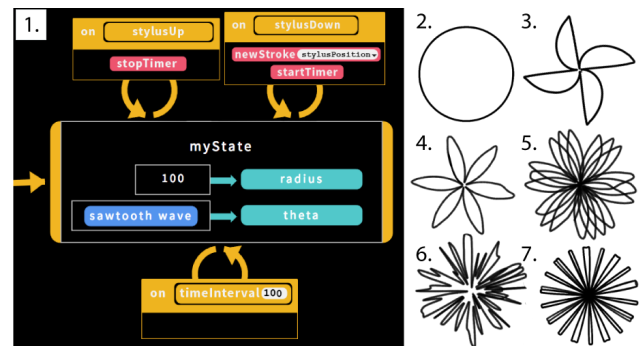 1.
on stylusUp
stopTimer
on stylusDown
newStroke stylusPosition
startTimer
myState
100 radius
sawtooth wave theta
on timeInterval 100
2.
3.
4.
5.
6.
7.